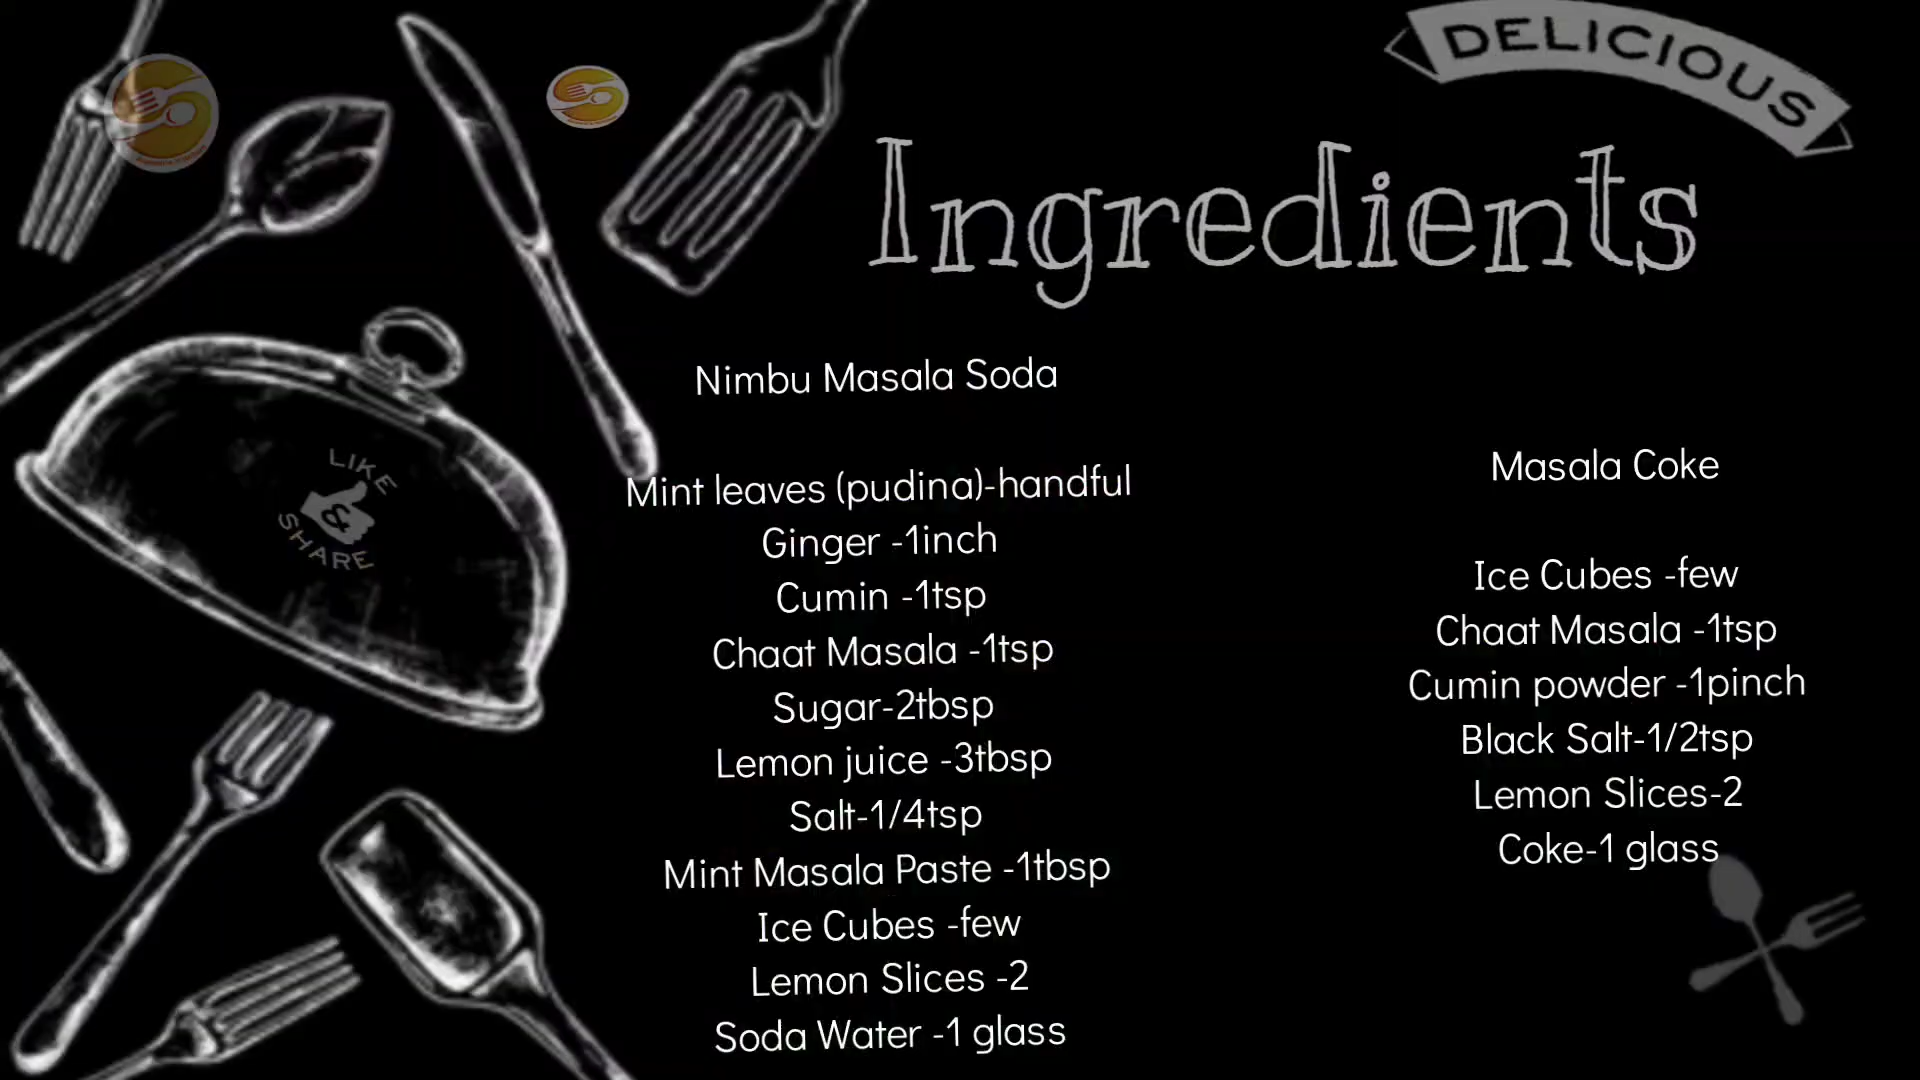 DELICIOUS
Ingredients
Nimbu Masala Soda
Mint leaves (pudina)-handful
Ginger -1inch
Cumin -1tsp
Chaat Masala -1tsp
Sugar-2tbsp
Lemon juice -3tbsp
Salt-1/4tsp
Mint Masala Paste -1tbsp
Ice Cubes -few
Lemon Slices -2
Soda Water -1 glass
Masala Coke
Ice Cubes -few
Chaat Masala -1tsp
Cumin powder -1pinch
Black Salt-1/2tsp
Lemon Slices-2
Coke-1 glass
LIKE
&
SHARE